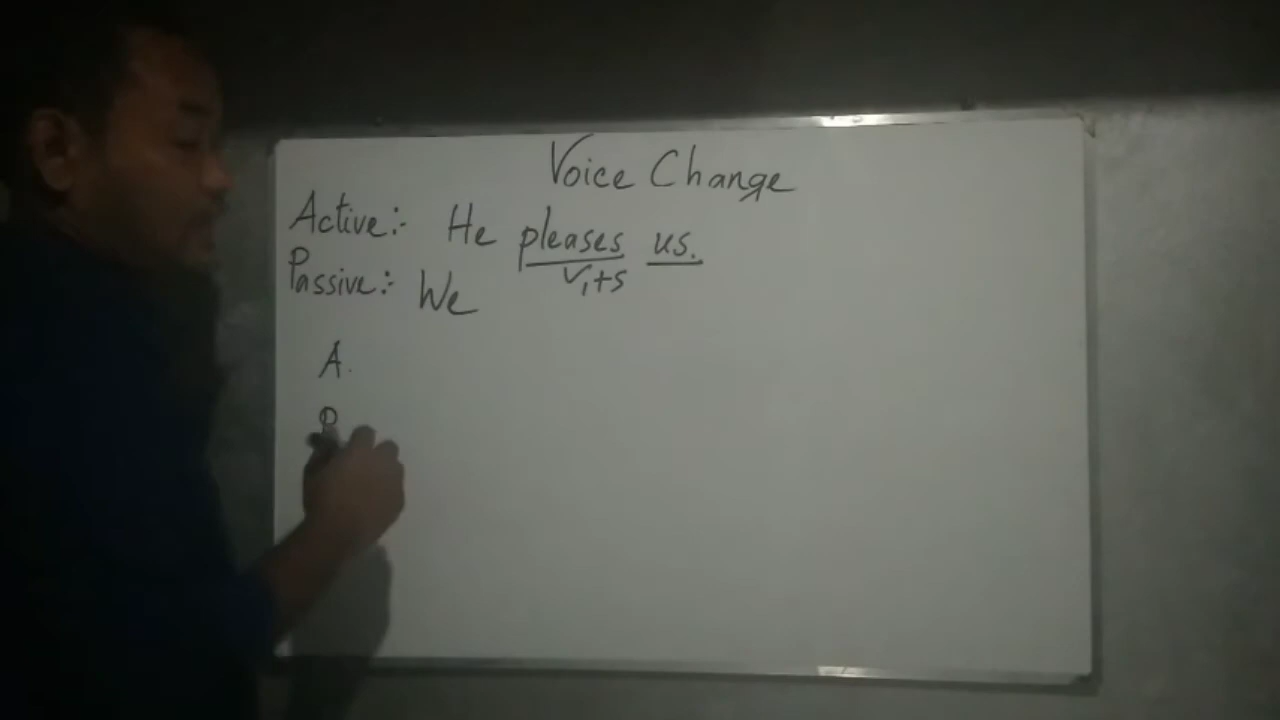 Voice Change
Active:- He pleases us.
V1+s
Passive:- We
A.
P